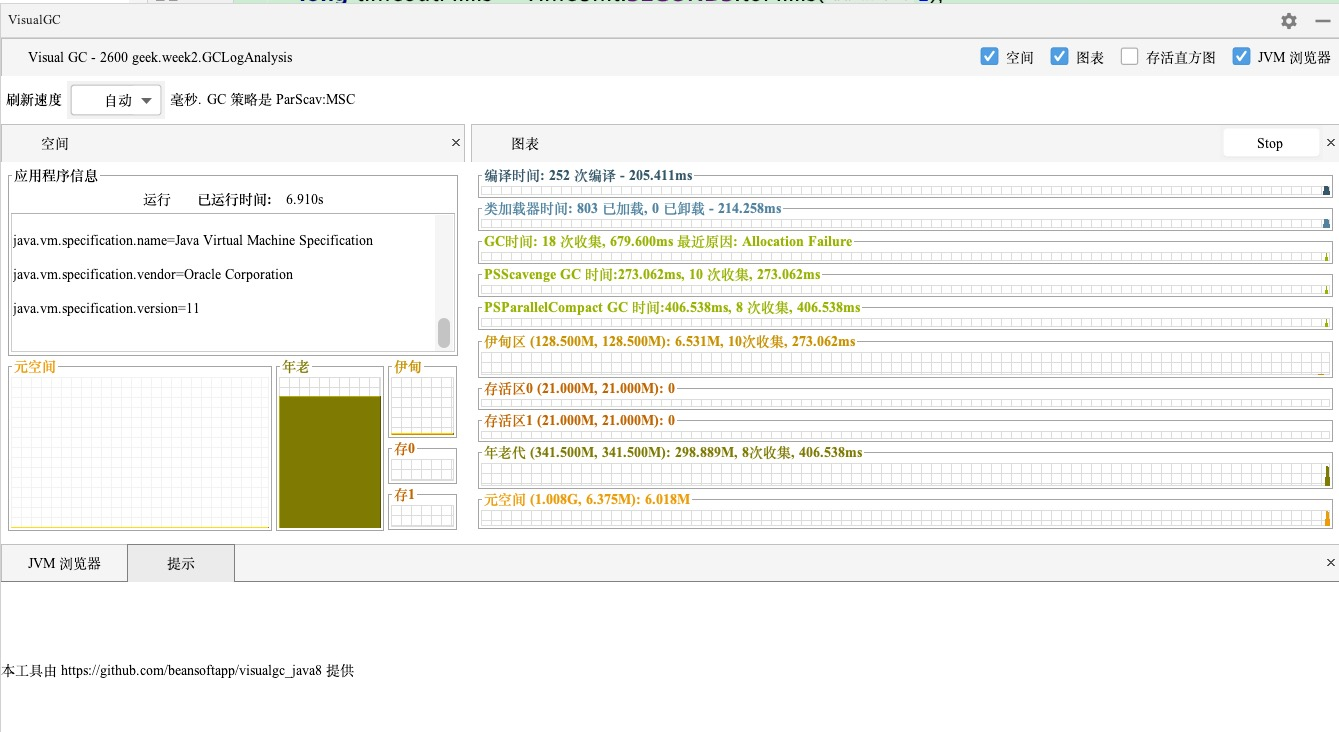 VisualGC
Visual GC - 2600 geek.week2.GCLogAnalysis
空间 图表 存活直方图 JVM 浏览器
刷新速度 自动 毫秒. GC 策略是 ParScav:MSC
空间 ×
应用程序信息
运行 已运行时间: 6.910s
java.vm.specification.name=Java Virtual Machine Specification
java.vm.specification.vendor=Oracle Corporation
java.vm.specification.version=11
元空间
年老
伊甸
存0
存1
图表 Stop ×
编译时间: 252 次编译 - 205.411ms
类加载器时间: 803 已加载, 0 已卸载 - 214.258ms
GC时间: 18 次收集, 679.600ms 最近原因: Allocation Failure
PSScavenge GC 时间:273.062ms, 10 次收集, 273.062ms
PSParallelCompact GC 时间:406.538ms, 8 次收集, 406.538ms
伊甸区 (128.500M, 128.500M): 6.531M, 10次收集, 273.062ms
存活区0 (21.000M, 21.000M): 0
存活区1 (21.000M, 21.000M): 0
年老代 (341.500M, 341.500M): 298.889M, 8次收集, 406.538ms
元空间 (1.008G, 6.375M): 6.018M
JVM 浏览器 提示 ×
本工具由 https://github.com/beansoftapp/visualgc_java8 提供